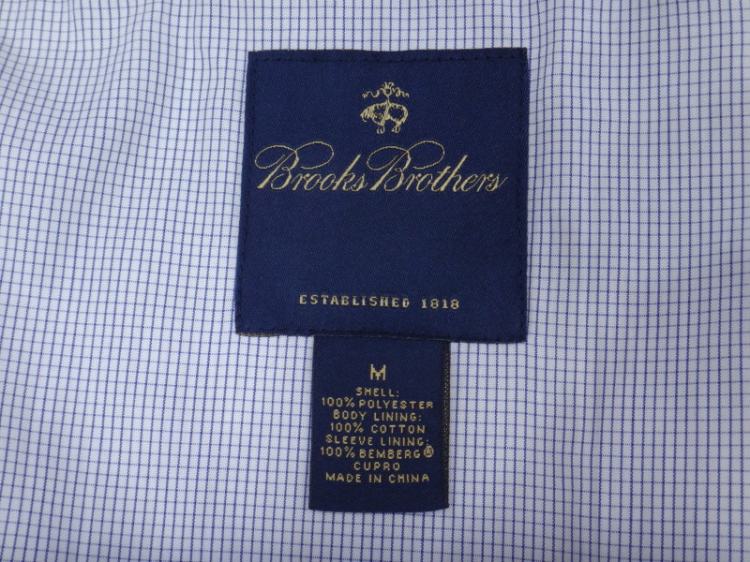 Brooks Brothers
ESTABLISHED 1818
M
SHELL:
100% POLYESTER
BODY LINING:
100% COTTON
SLEEVE LINING:
100% BEMBERG®
CUPRO
MADE IN CHINA